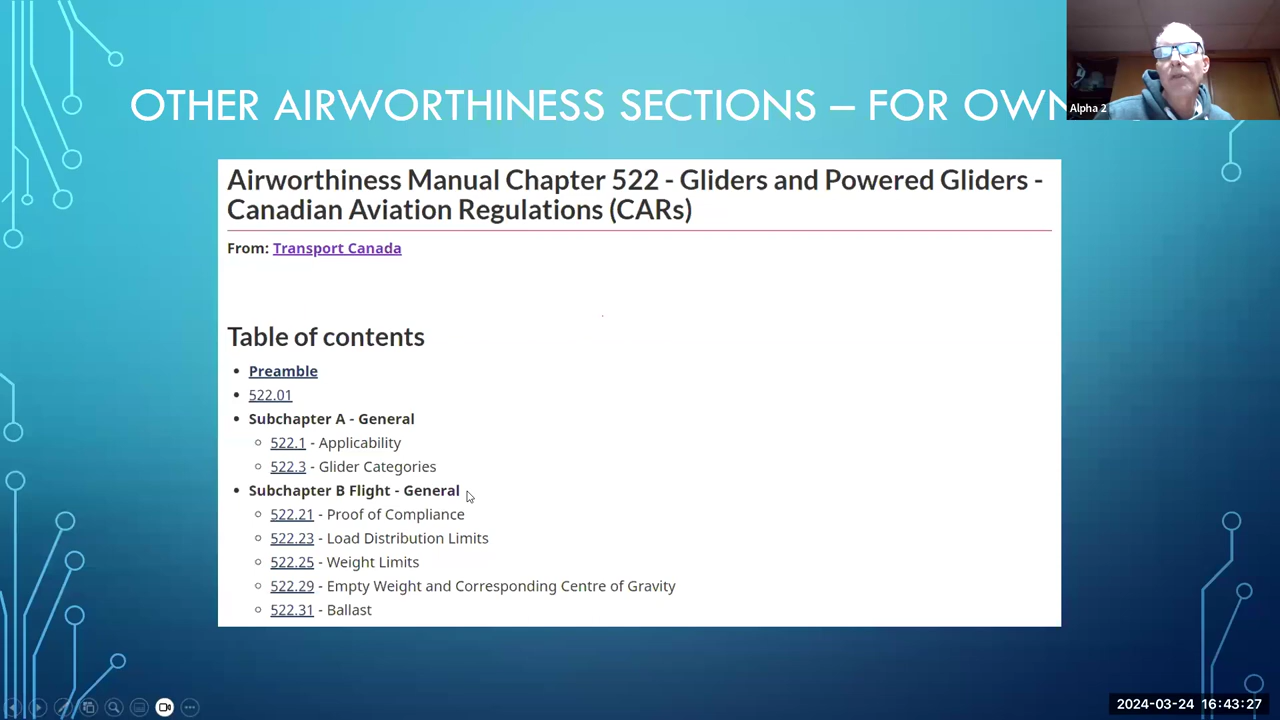 OTHER AIRWORTHINESS SECTIONS – FOR OWN
Alpha 2
Airworthiness Manual Chapter 522 - Gliders and Powered Gliders -
Canadian Aviation Regulations (CARs)
From: Transport Canada
Table of contents
• Preamble
• 522.01
• Subchapter A - General
○ 522.1 - Applicability
○ 522.3 - Glider Categories
• Subchapter B Flight - General
○ 522.21 - Proof of Compliance
○ 522.23 - Load Distribution Limits
○ 522.25 - Weight Limits
○ 522.29 - Empty Weight and Corresponding Centre of Gravity
○ 522.31 - Ballast
2024-03-24 16:43:27